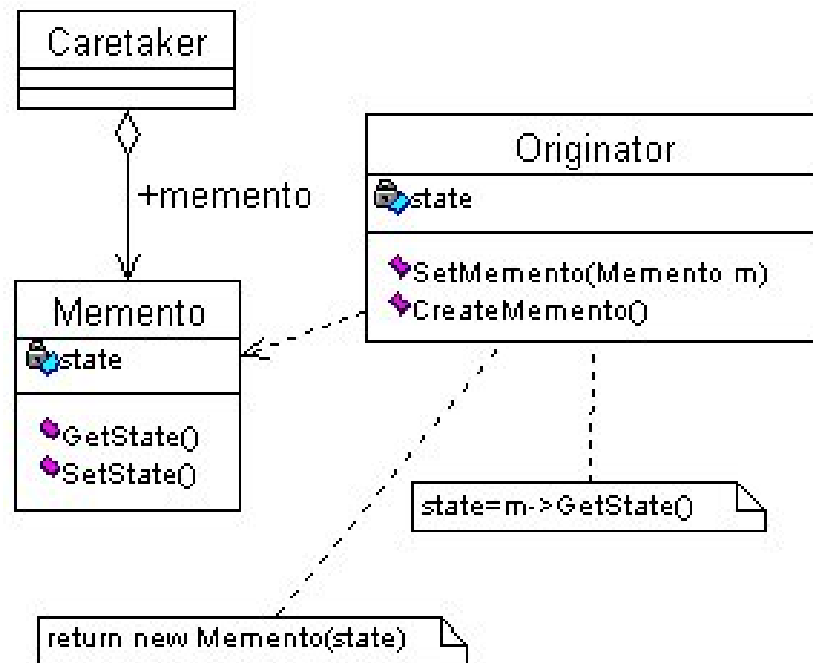 Caretaker
+memento
Originator
state
SetMemento(Memento m)
CreateMemento()
Memento
state
GetState()
SetState()
state=m->GetState()
return new Memento(state)